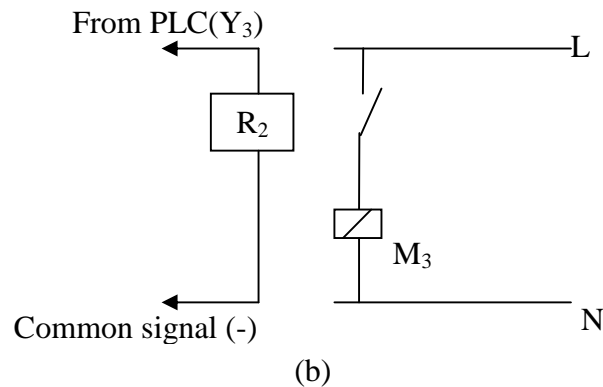 From PLC(Y₃)
L
R₂
M₃
Common signal (-)
N
(b)